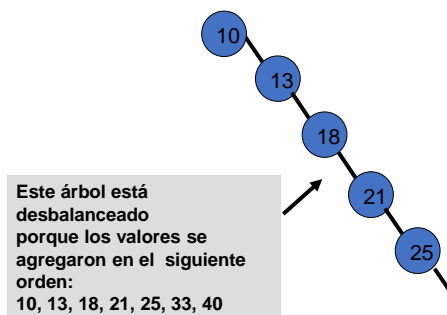 10
13
18
21
25
Este árbol está
desbalanceado
porque los valores se
agregaron en el siguiente
orden:
10, 13, 18, 21, 25, 33, 40